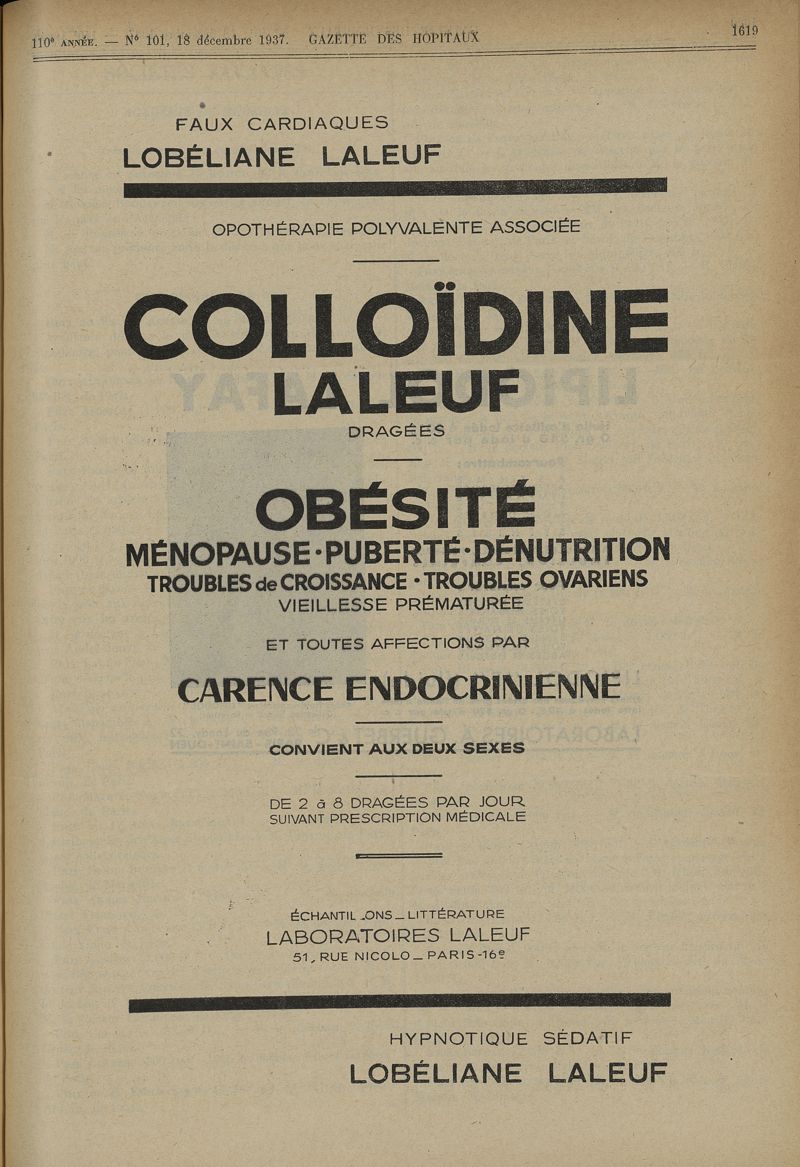 110e ANNÉE. — N° 101, 18 décembre 1937. GAZETTE DES HOPITAUX 1619
FAUX CARDIAQUES
LOBÉLIANE LALEUF
OPOTHÉRAPIE POLYVALENTE ASSOCIÉE
COLLOÏDINE
LALEUF
DRAGÉES
OBÉSITÉ
MÉNOPAUSE · PUBERTÉ · DÉNUTRITION
TROUBLES de CROISSANCE · TROUBLES OVARIENS
VIEILLESSE PRÉMATURÉE
ET TOUTES AFFECTIONS PAR
CARENCE ENDOCRINIENNE
CONVIENT AUX DEUX SEXES
DE 2 à 8 DRAGÉES PAR JOUR
SUIVANT PRESCRIPTION MÉDICALE
ÉCHANTILLONS _ LITTÉRATURE
LABORATOIRES LALEUF
51, RUE NICOLO _ PARIS-16e
HYPNOTIQUE SÉDATIF
LOBÉLIANE LALEUF